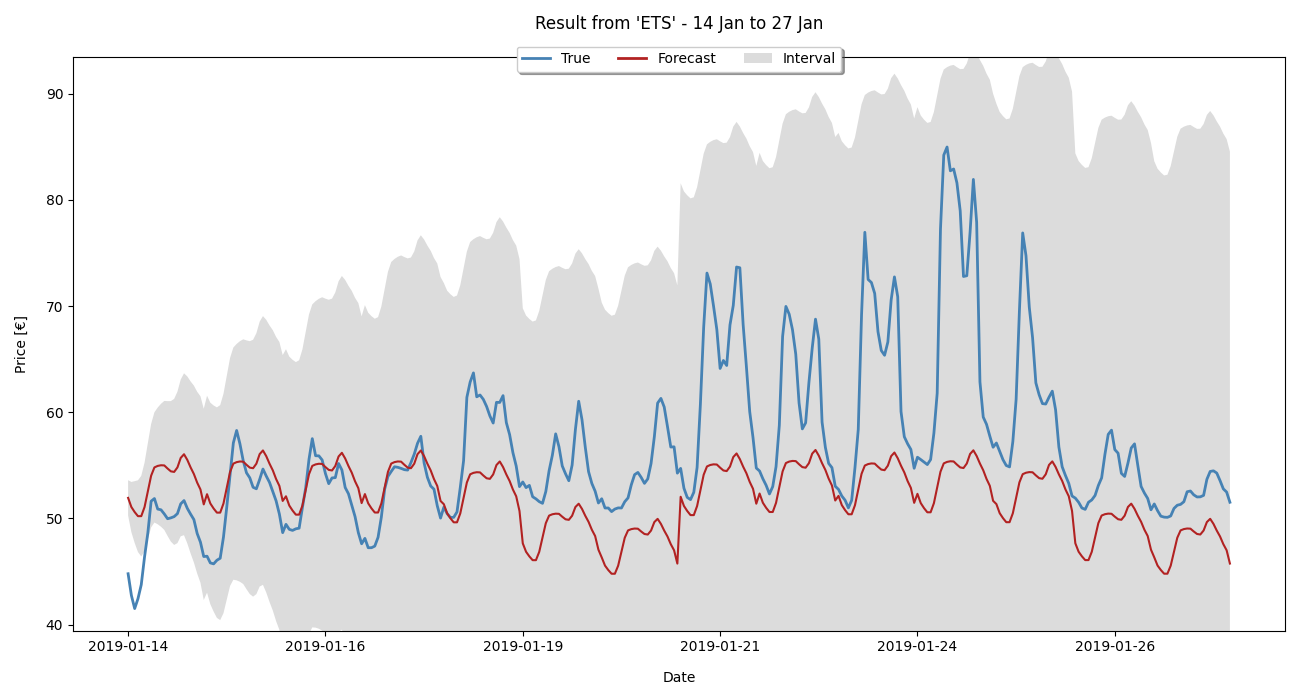 Result from 'ETS' - 14 Jan to 27 Jan
True Forecast Interval
Price [€]
90
80
70
60
50
40
2019-01-14 2019-01-16 2019-01-19 2019-01-21 2019-01-24 2019-01-26
Date